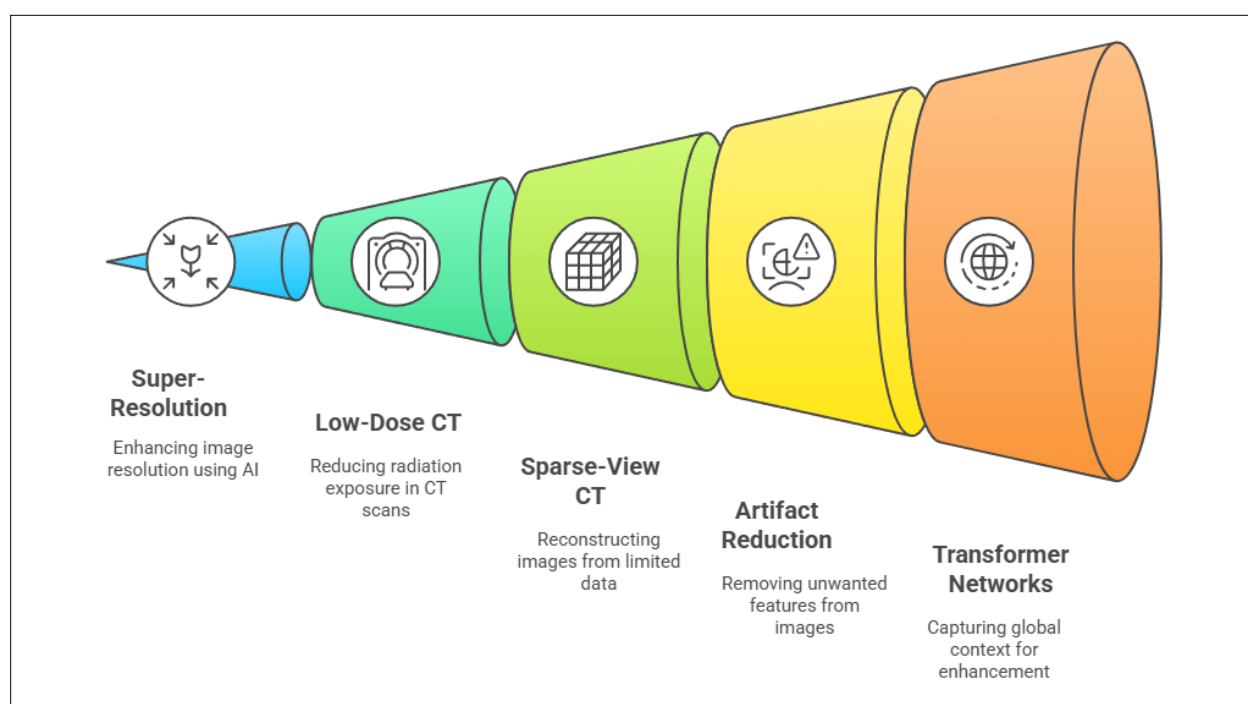 Super-
Resolution
Enhancing image
resolution using AI
Low-Dose CT
Reducing radiation
exposure in CT
scans
Sparse-View
CT
Reconstructing
images from limited
data
Artifact
Reduction
Removing unwanted
features from
images
Transformer
Networks
Capturing global
context for
enhancement